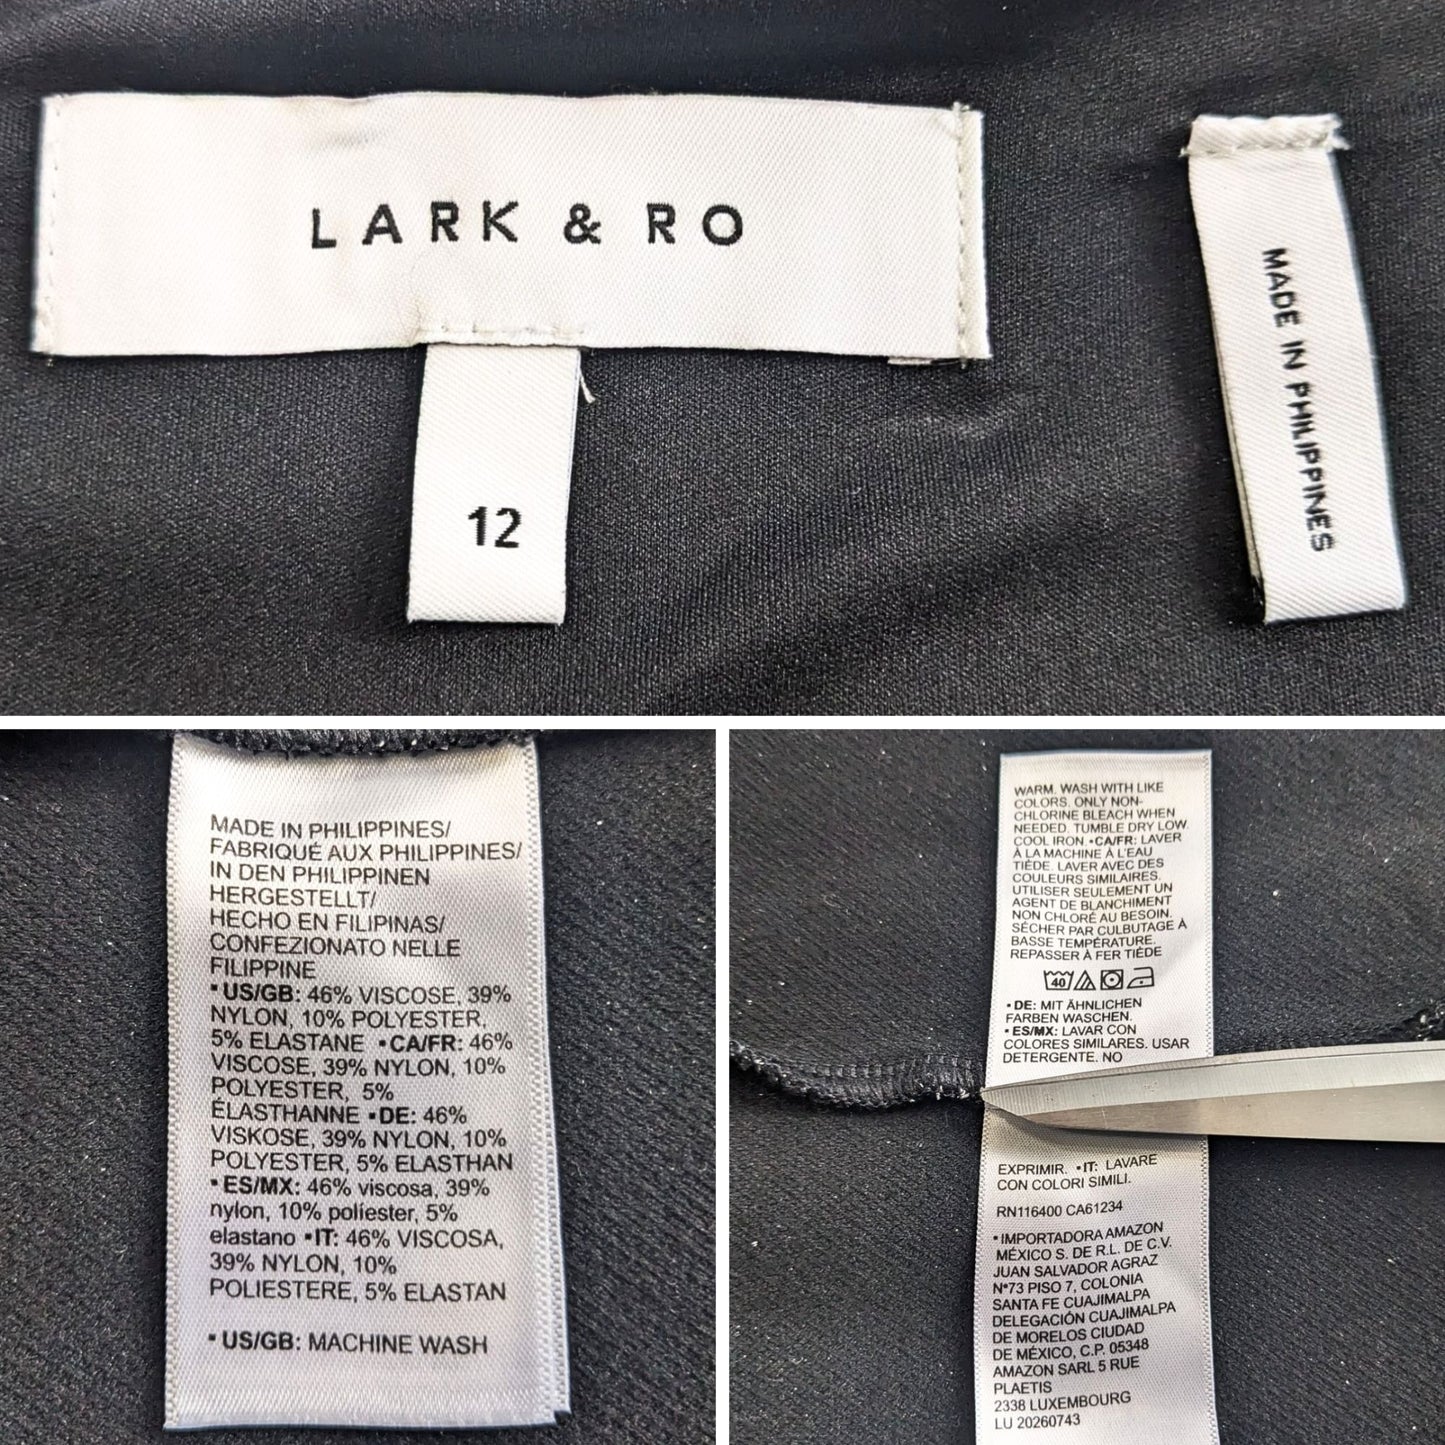 LARK & RO
12
MADE IN PHILIPPINES
MADE IN PHILIPPINES/
FABRIQUÉ AUX PHILIPPINES/
IN DEN PHILIPPINEN
HERGESTELLT/
HECHO EN FILIPINAS/
CONFEZIONATO NELLE
FILIPPINE
▪US/GB: 46% VISCOSE, 39%
NYLON, 10% POLYESTER,
5% ELASTANE ▪CA/FR: 46%
VISCOSE, 39% NYLON, 10%
POLYESTER, 5%
ÉLASTHANNE ▪DE: 46%
VISKOSE, 39% NYLON, 10%
POLYESTER, 5% ELASTHAN
▪ES/MX: 46% viscosa, 39%
nylon, 10% políester, 5%
elastano ▪IT: 46% VISCOSA,
39% NYLON, 10%
POLIESTERE, 5% ELASTAN
▪US/GB: MACHINE WASH
WARM. WASH WITH LIKE
COLORS. ONLY NON-
CHLORINE BLEACH WHEN
NEEDED. TUMBLE DRY LOW.
COOL IRON ▪CA/FR: LAVER
À LA MACHINE À L'EAU
TIÈDE. LAVER AVEC DES
COULEURS SIMILAIRES.
UTILISER SEULEMENT UN
AGENT DE BLANCHIMENT
NON CHLORÉ AU BESOIN.
SÉCHER PAR CULBUTAGE À
BASSE TEMPÉRATURE.
REPASSER À FER TIÈDE
40
▪DE: MIT ÄHNLICHEN
FARBEN WASCHEN.
▪ES/MX: LAVAR CON
COLORES SIMILARES. USAR
DETERGENTE. NO
EXPRIMIR. ▪IT: LAVARE
CON COLORI SIMILI.
RN116400 CA61234
▪IMPORTADORA AMAZON
MÉXICO S. DE R.L. DE C.V.
JUAN SALVADOR AGRAZ
N°73 PISO 7, COLONIA
SANTA FE CUAJIMALPA
DELEGACIÓN CUAJIMALPA
DE MORELOS CIUDAD
DE MÉXICO, C.P. 05348
AMAZON SARL 5 RUE
PLAETIS
2338 LUXEMBOURG
LU 20260743